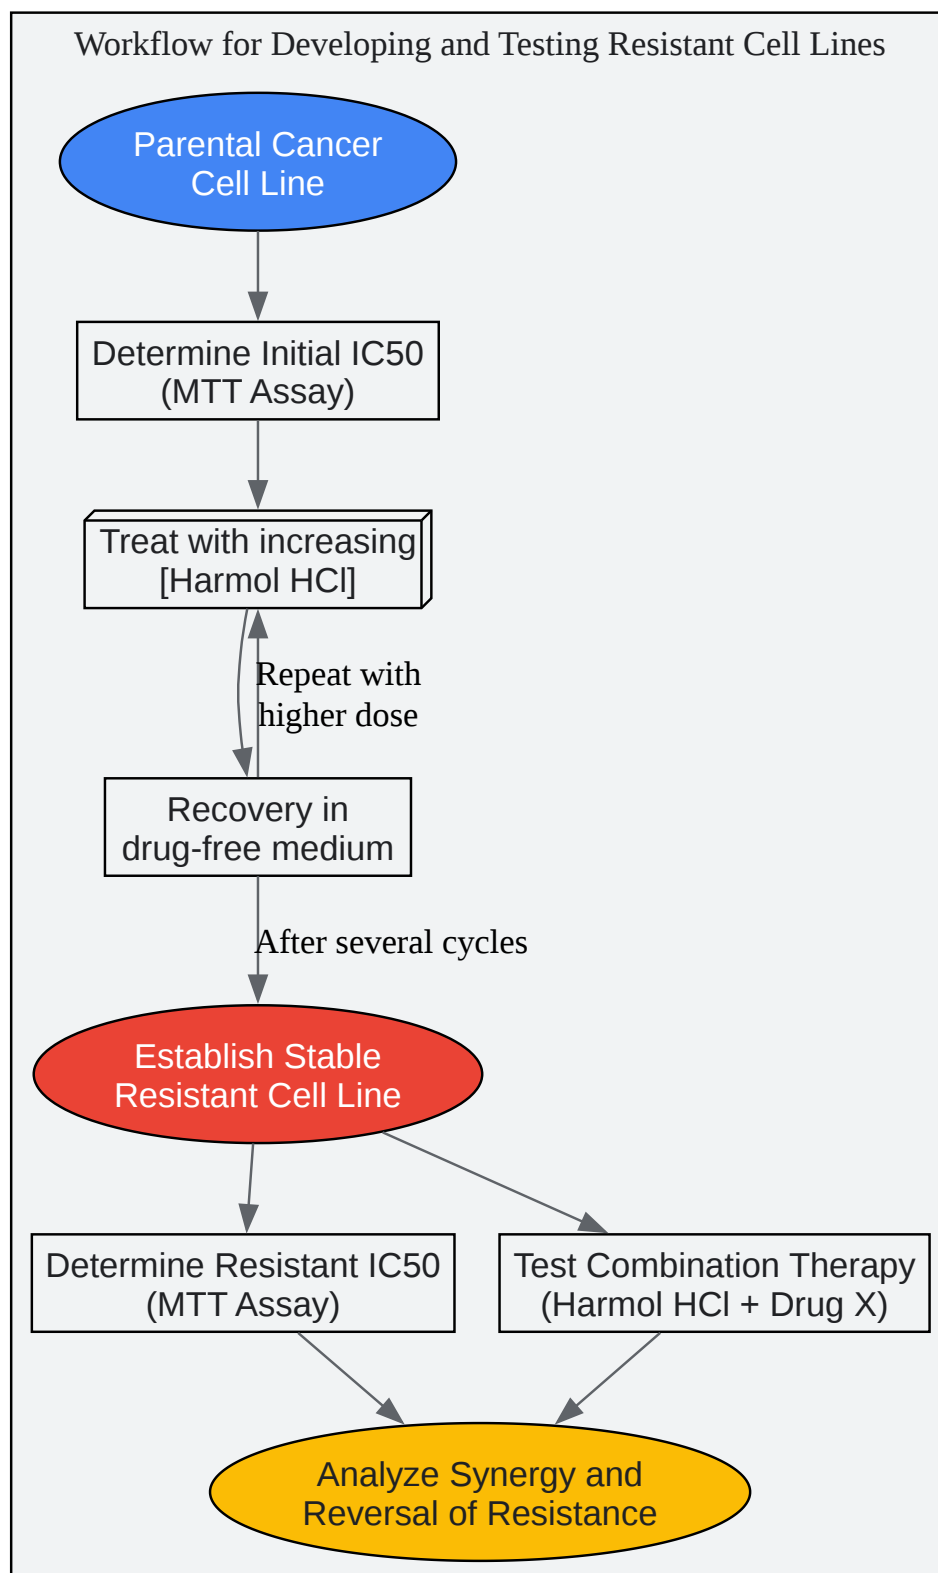 Workflow for Developing and Testing Resistant Cell Lines
Parental Cancer
Cell Line
Determine Initial IC50
(MTT Assay)
Treat with increasing
[Harmol HCl]
Repeat with
higher dose
Recovery in
drug-free medium
After several cycles
Establish Stable
Resistant Cell Line
Determine Resistant IC50
(MTT Assay)
Test Combination Therapy
(Harmol HCl + Drug X)
Analyze Synergy and
Reversal of Resistance